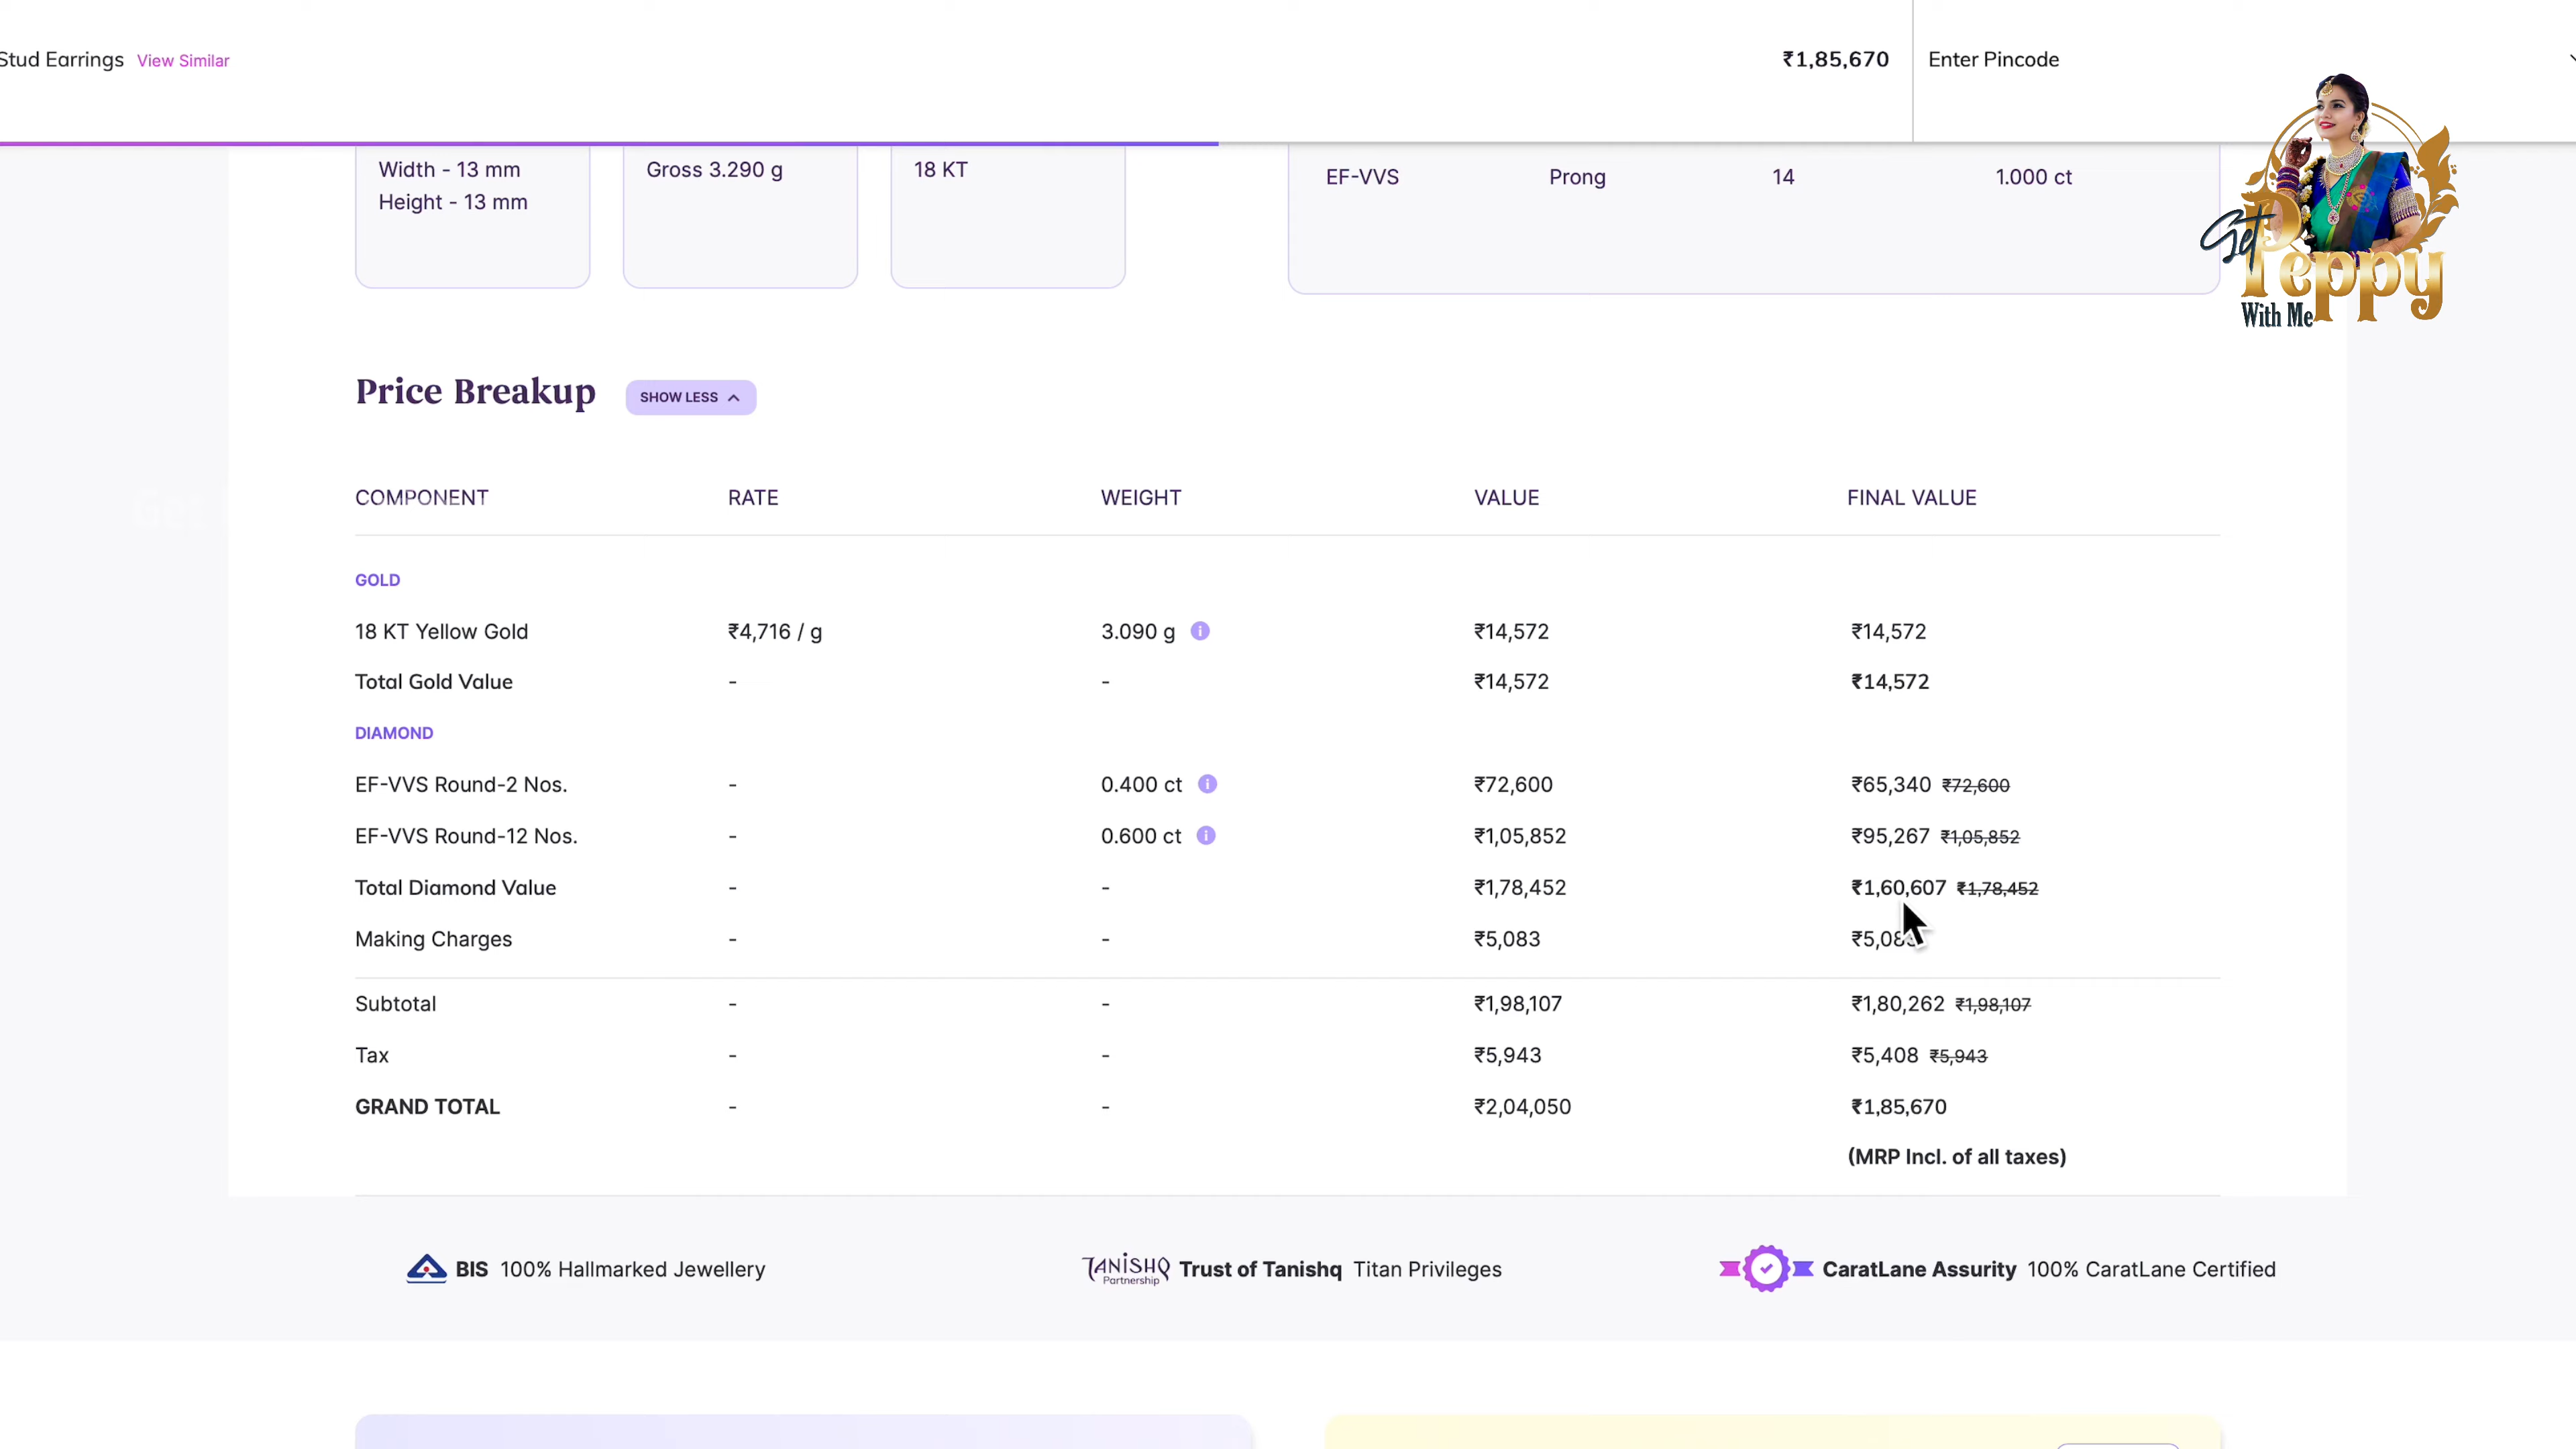 Stud Earrings View Similar ₹1,85,670 Enter Pincode
Width - 13 mm
Height - 13 mm
Gross 3.290 g
18 KT
EF-VVS Prong 14 1.000 ct
Get Peppy
With Me
Price Breakup SHOW LESS
COMPONENT RATE WEIGHT VALUE FINAL VALUE
GOLD
18 KT Yellow Gold ₹4,716 / g 3.090 g i ₹14,572 ₹14,572
Total Gold Value - - ₹14,572 ₹14,572
DIAMOND
EF-VVS Round-2 Nos. - 0.400 ct i ₹72,600 ₹65,340 ₹72,600
EF-VVS Round-12 Nos. - 0.600 ct i ₹1,05,852 ₹95,267 ₹1,05,852
Total Diamond Value - - ₹1,78,452 ₹1,60,607 ₹1,78,452
Making Charges - - ₹5,083 ₹5,083
Subtotal - - ₹1,98,107 ₹1,80,262 ₹1,98,107
Tax - - ₹5,943 ₹5,408 ₹5,943
GRAND TOTAL - - ₹2,04,050 ₹1,85,670
(MRP Incl. of all taxes)
BIS 100% Hallmarked Jewellery
TANISHQ Partnership Trust of Tanishq Titan Privileges
CaratLane Assurity 100% CaratLane Certified